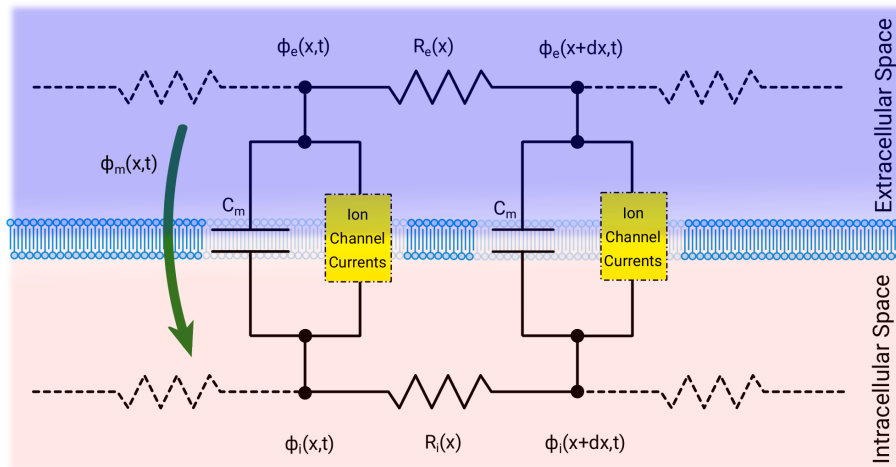 ϕe(x,t)
Re(x)
ϕe(x+dx,t)
Extracellular Space
ϕm(x,t)
Cm
Ion
Channel
Currents
Cm
Ion
Channel
Currents
Intracellular Space
ϕi(x,t)
Ri(x)
ϕi(x+dx,t)